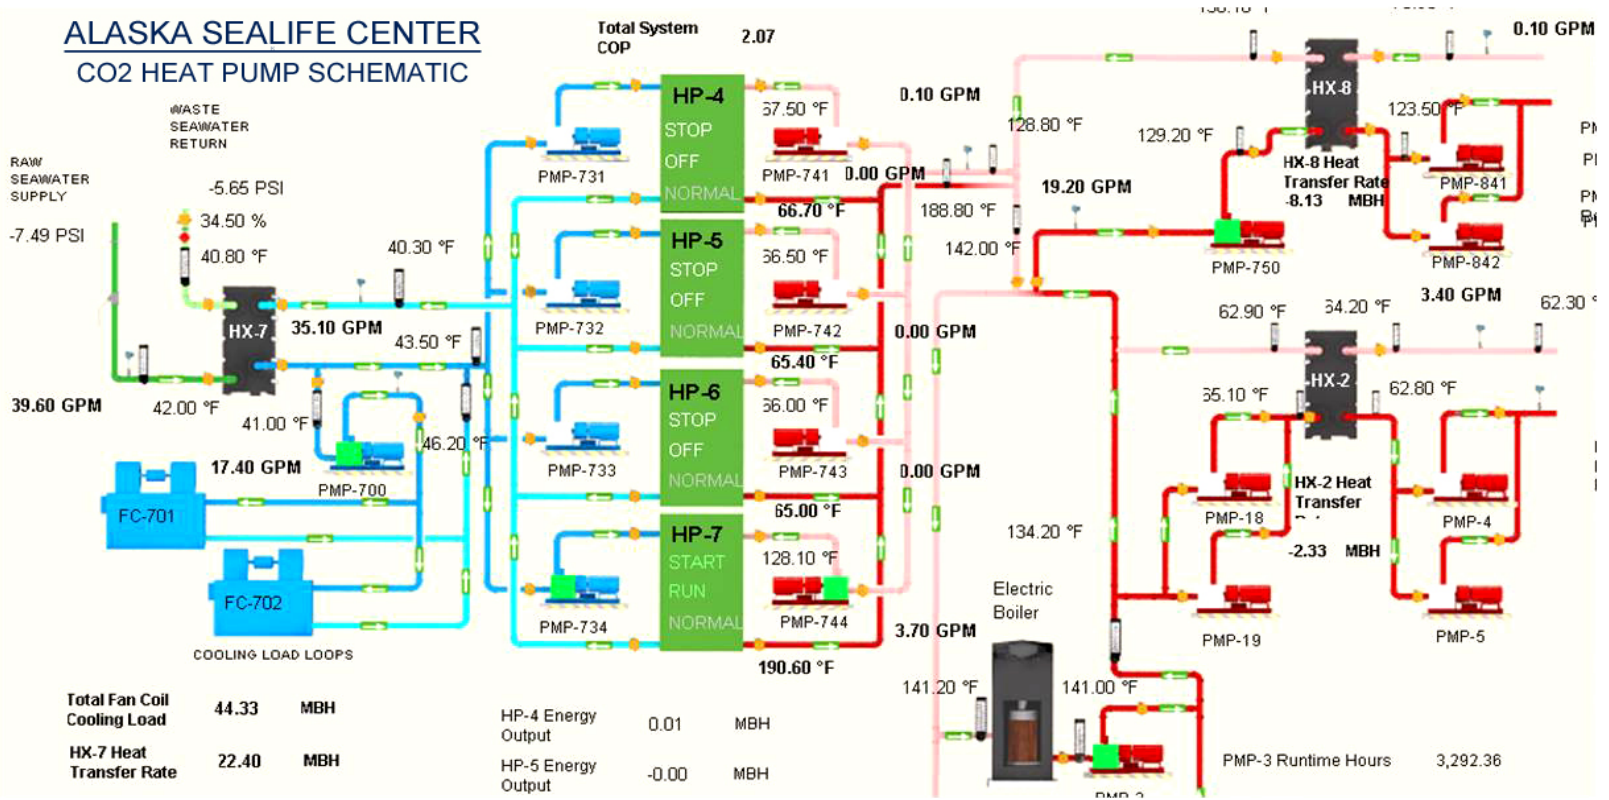 ALASKA SEALIFE CENTER
CO2 HEAT PUMP SCHEMATIC
Total System
COP
2.07
0.10 GPM
WASTE
SEAWATER
RETURN
RAW
SEAWATER
SUPPLY
-7.49 PSI
-5.65 PSI
34.50 %
40.80 °F
40.30 °F
HX-7
35.10 GPM
43.50 °F
39.60 GPM
42.00 °F
41.00 °F
46.20 °F
17.40 GPM
PMP-700
FC-701
FC-702
COOLING LOAD LOOPS
Total Fan Coil
Cooling Load
44.33 MBH
HX-7 Heat
Transfer Rate
22.40 MBH
PMP-731
PMP-732
PMP-733
PMP-734
HP-4
STOP
OFF
NORMAL
HP-5
STOP
OFF
NORMAL
HP-6
STOP
OFF
NORMAL
HP-7
START
RUN
NORMAL
67.50 °F
PMP-741
66.70 °F
66.50 °F
PMP-742
65.40 °F
66.00 °F
PMP-743
65.00 °F
128.10 °F
PMP-744
190.60 °F
0.10 GPM
0.00 GPM
0.00 GPM
0.00 GPM
3.70 GPM
128.80 °F
188.80 °F
142.00 °F
19.20 GPM
129.20 °F
PMP-750
HX-8
HX-8 Heat
Transfer Rate
-8.13 MBH
123.50 °F
PMP-841
PMP-842
3.40 GPM
62.90 °F
64.20 °F
62.30 °
HX-2
65.10 °F
62.80 °F
HX-2 Heat
Transfer
-2.33 MBH
PMP-18
PMP-19
PMP-4
PMP-5
134.20 °F
Electric
Boiler
141.20 °F
141.00 °F
HP-4 Energy
Output
0.01 MBH
HP-5 Energy
Output
-0.00 MBH
PMP-3 Runtime Hours 3,292.36